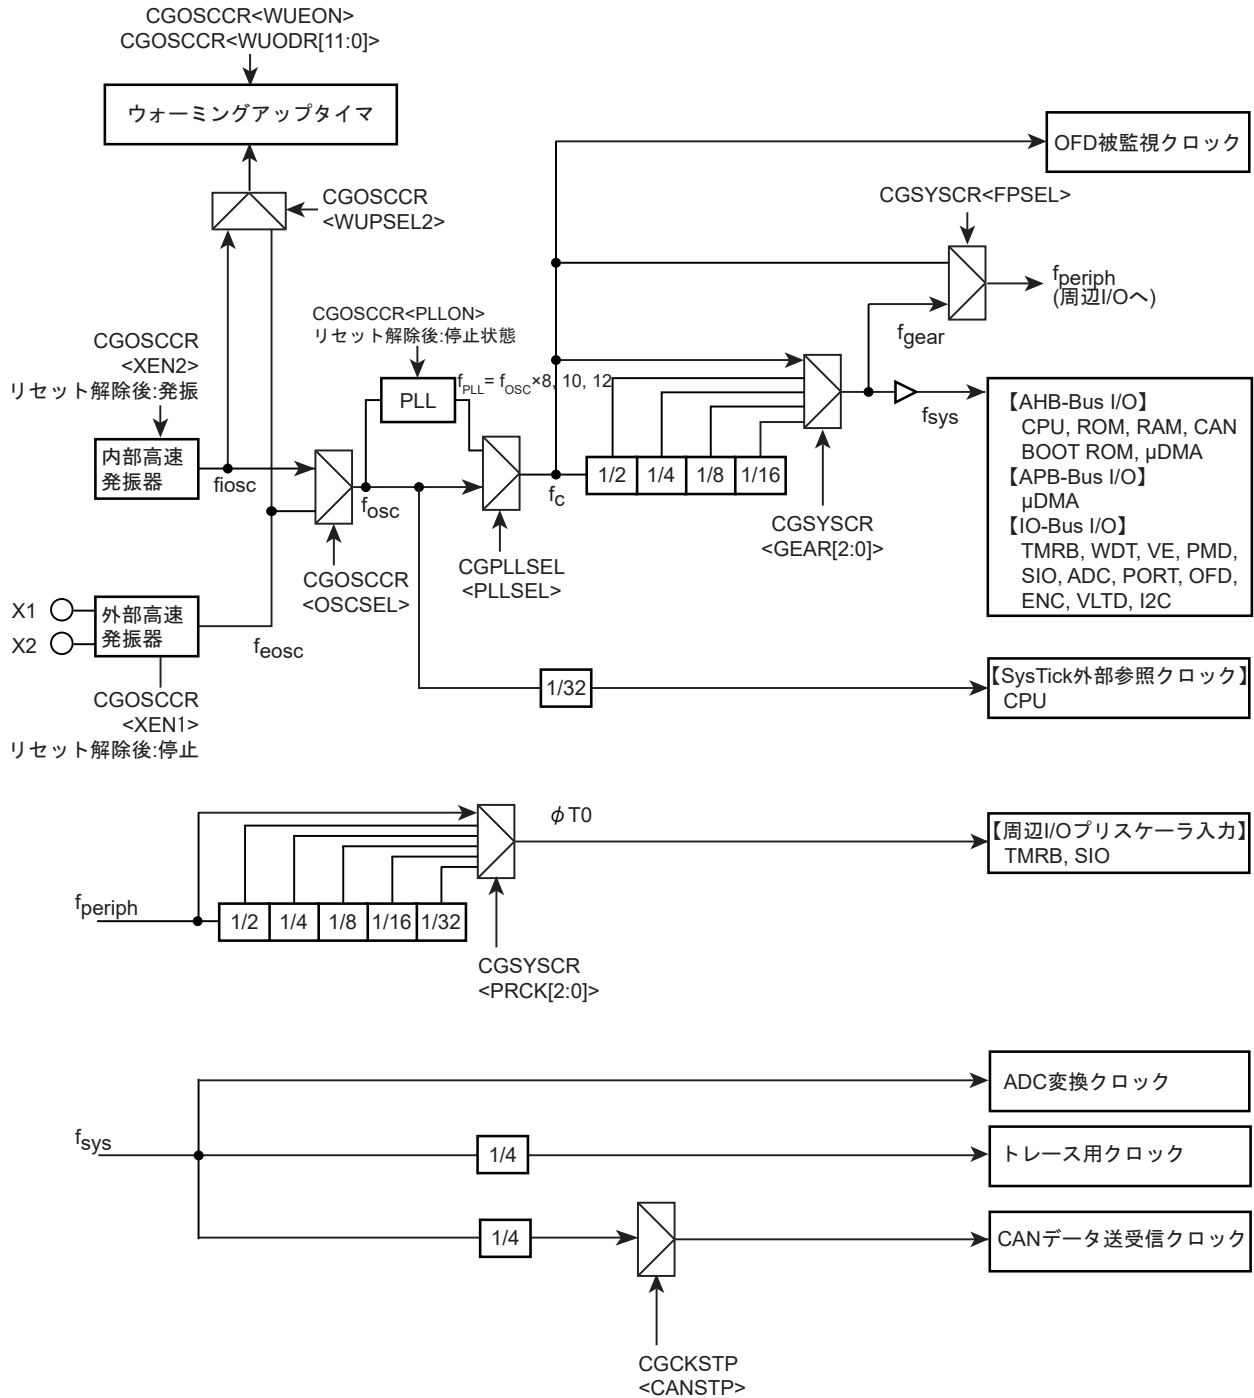 CGOSCCR<WUEON>
CGOSCCR<WUODR[11:0]>
ウォーミングアップタイマ
CGOSCCR
<WUPSEL2>
OFD被監視クロック
CGSYSCR<FPSEL>
fperiph
(周辺I/Oへ)
fgear
CGOSCCR<PLLON>
リセット解除後:停止状態
CGOSCCR
<XEN2>
リセット解除後:発振
PLL
fPLL= fOSC×8, 10, 12
内部高速
発振器
fiosc
fosc
fc
1/2
1/4
1/8
1/16
fsys
【AHB-Bus I/O】
CPU, ROM, RAM, CAN
BOOT ROM, µDMA
【APB-Bus I/O】
µDMA
【IO-Bus I/O】
TMRB, WDT, VE, PMD,
SIO, ADC, PORT, OFD,
ENC, VLTD, I2C
CGOSCCR
<OSCSEL>
CGPLLSEL
<PLLSEL>
CGSYSCR
<GEAR[2:0]>
X1
X2
外部高速
発振器
feosc
CGOSCCR
<XEN1>
リセット解除後:停止
1/32
【SysTick外部参照クロック】
CPU
ϕT0
【周辺I/Oプリスケーラ入力】
TMRB, SIO
fperiph
1/2
1/4
1/8
1/16
1/32
CGSYSCR
<PRCK[2:0]>
ADC変換クロック
fsys
1/4
トレース用クロック
1/4
CANデータ送受信クロック
CGCKSTP
<CANSTP>